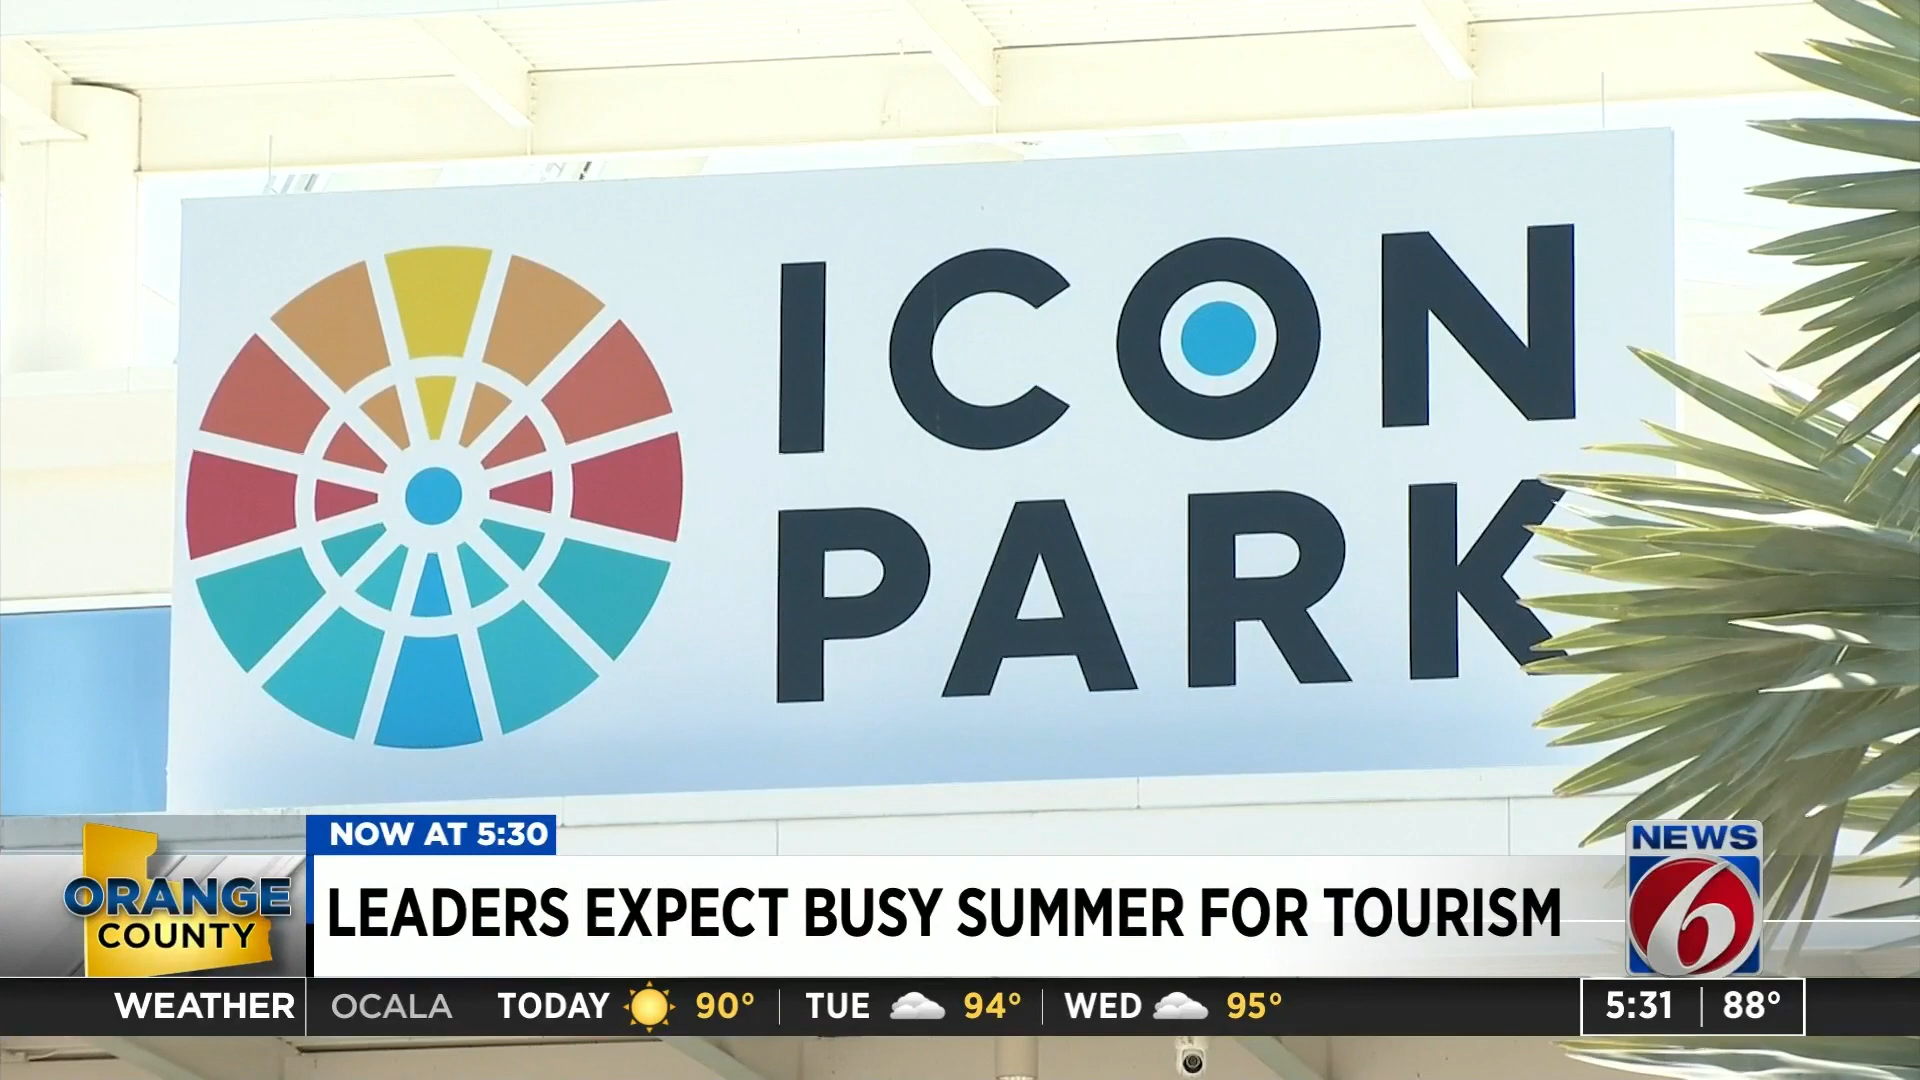 ICON
PARK
NOW AT 5:30
ORANGE
COUNTY
LEADERS EXPECT BUSY SUMMER FOR TOURISM
NEWS
6
WEATHER OCALA TODAY 90° TUE 94° WED 95° 5:31 88°